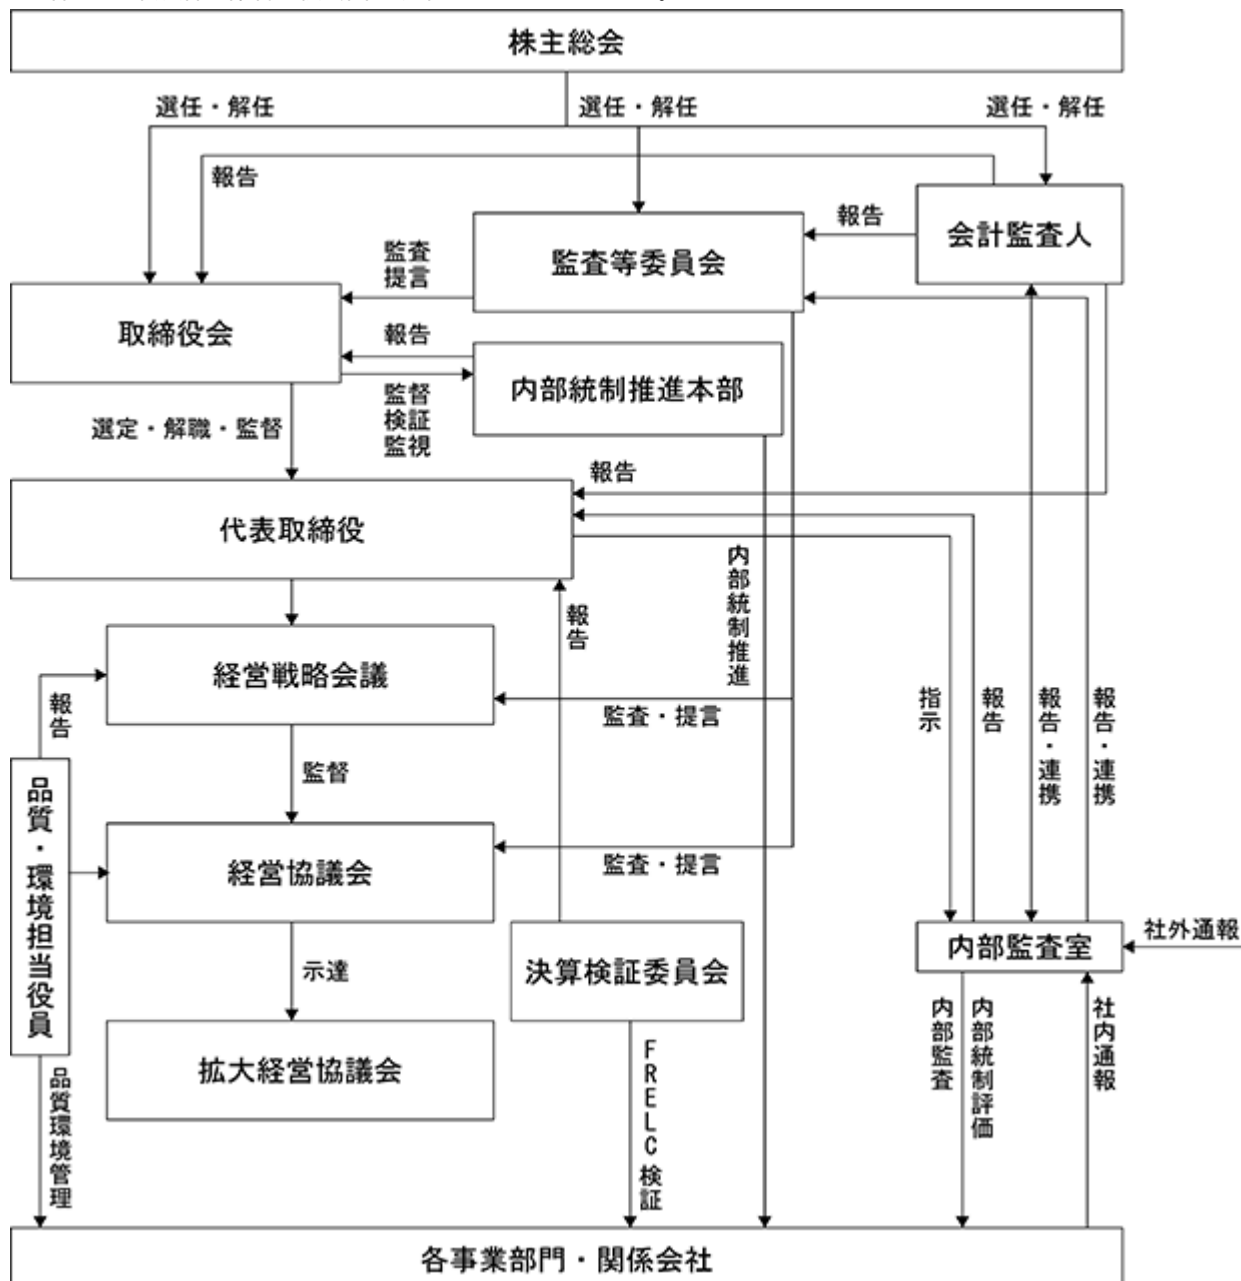 株主総会
選任・解任
選任・解任
選任・解任
報告
報告
会計監査人
監査等委員会
監査
提言
取締役会
報告
内部統制推進本部
監督
検証
監視
選定・解職・監督
報告
代表取締役
内部統制推進
報告
経営戦略会議
報告
監査・提言
指示
報告
報告・連携
報告・連携
監督
品質・環境担当役員
経営協議会
監査・提言
社外通報
内部監査室
決算検証委員会
示達
拡大経営協議会
品質環境管理
FRELC検証
内部監査
内部統制評価
社内通報
各事業部門・関係会社